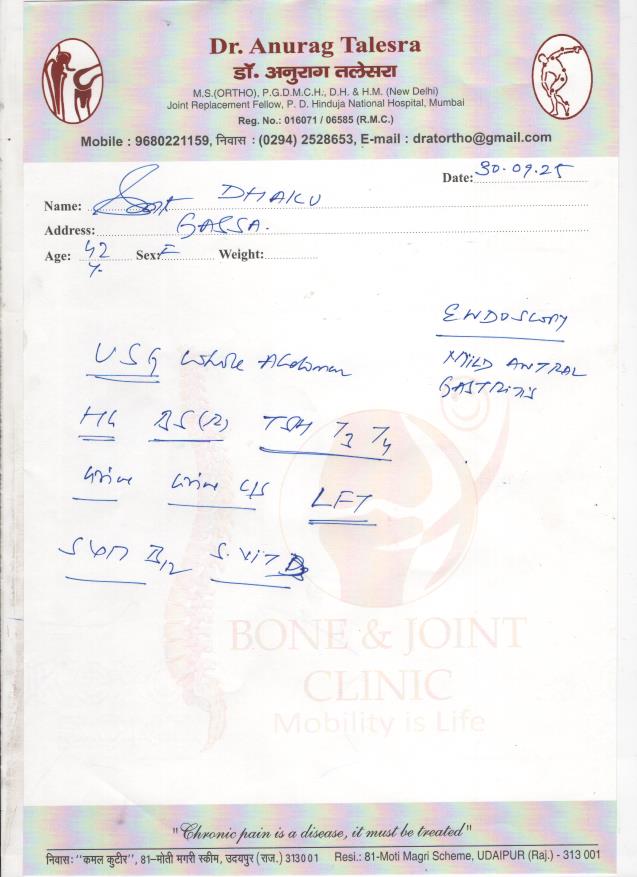 Dr. Anurag Talesra
डॉ. अनुराग तलेसरा
M.S.(ORTHO), P.G.D.M.C.H., D.H. & H.M. (New Delhi)
Joint Replacement Fellow, P. D. Hinduja National Hospital, Mumbai
Reg. No.: 016071 / 06585 (R.M.C.)
Mobile : 9680221159, निवास : (0294) 2528653, E-mail : dratortho@gmail.com
Date: 30.09.25
Name: DHAKU
Address:
Age: 42 y. Sex: F Weight:
ENDOSCOPY
MILD ANTRAL
GASTRITIS
USG Whole Abdomen
BS (R) TSH T3 T4
Urine Urine C/S LFT
B12 S. VIT D3
BONE & JOINT
CLINIC
Mobility is Life
"Chronic pain is a disease, it must be treated"
निवास: "कमल कुटीर", 81–मोती मगरी स्कीम, उदयपुर (राज.) 313001 Resi.: 81-Moti Magri Scheme, UDAIPUR (Raj.) - 313 001